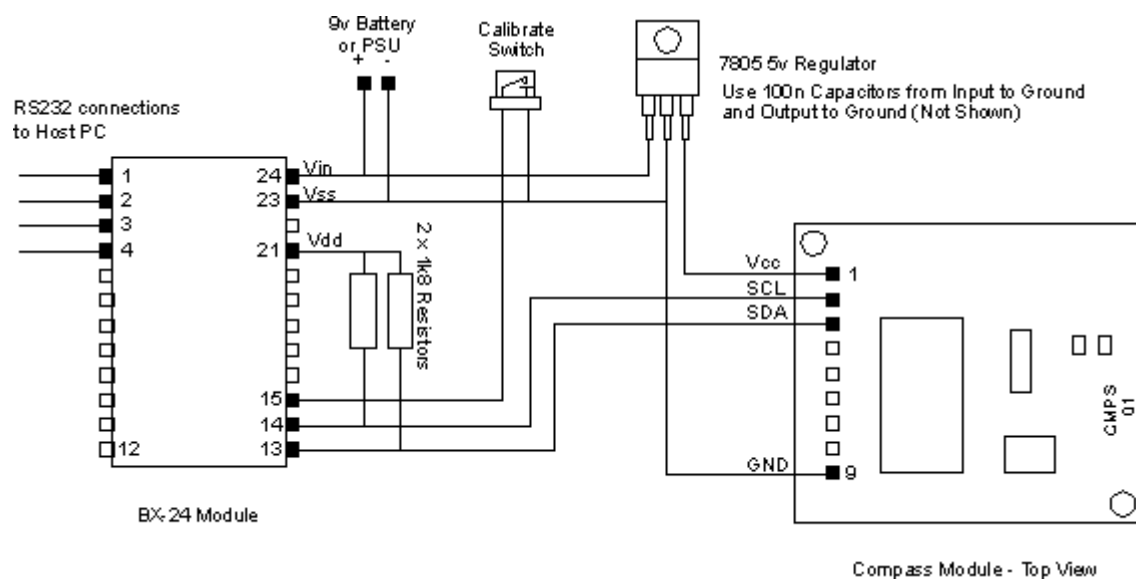 9v Battery
or PSU
+ -
Calibrate
Switch
7805 5v Regulator
Use 100n Capacitors from Input to Ground
and Output to Ground (Not Shown)
RS232 connections
to Host PC
1
2
3
4
12
24
23
21
15
14
13
Vin
Vss
Vdd
2 x 1k8 Resistors
Vcc
SCL
SDA
GND
1
9
CMPS
01
BX-24 Module
Compass Module - Top View